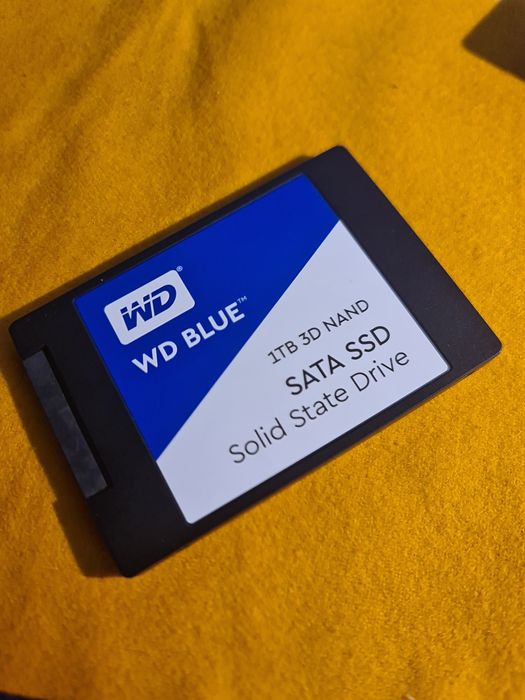 WD®
WD BLUE™
1TB 3D NAND
SATA SSD
Solid State Drive